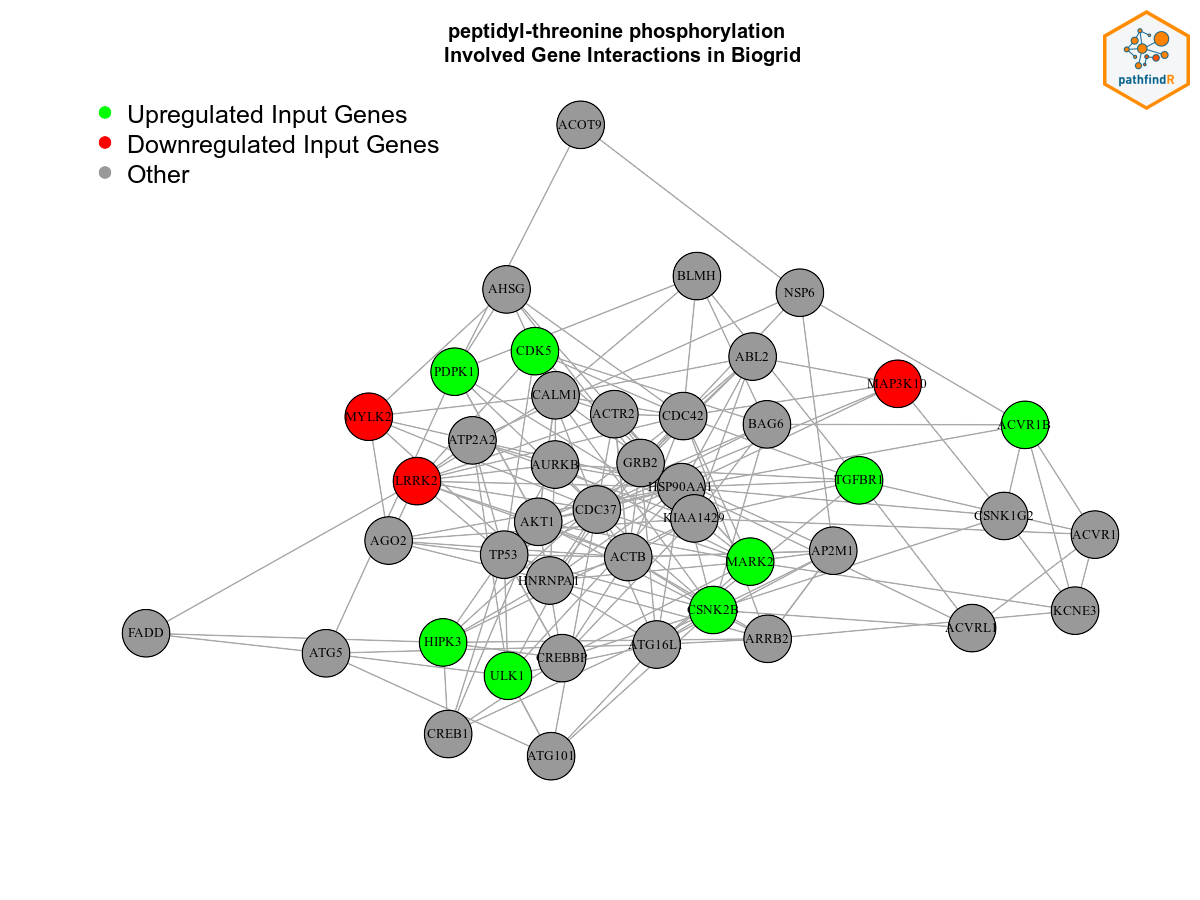 peptidyl-threonine phosphorylation
Involved Gene Interactions in Biogrid
pathfindR
Upregulated Input Genes
Downregulated Input Genes
Other
ACOT9
BLMH
AHSG
NSP6
CDK5
ABL2
PDPK1
MAP3K10
CALM1
ACTR2
CDC42
MYLK2
BAG6
ACVR1B
ATP2A2
AURKB
GRB2
LRRK2
HSP90AA1
TGFBR1
CDC37
KIAA1429
CSNK1G2
AKT1
ACVR1
AGO2
TP53
ACTB
AP2M1
MARK2
HNRNPA1
CSNK2B
KCNE3
FADD
ACVRL1
HIPK3
ATG16L1
ARRB2
ATG5
CREBBP
ULK1
CREB1
ATG101